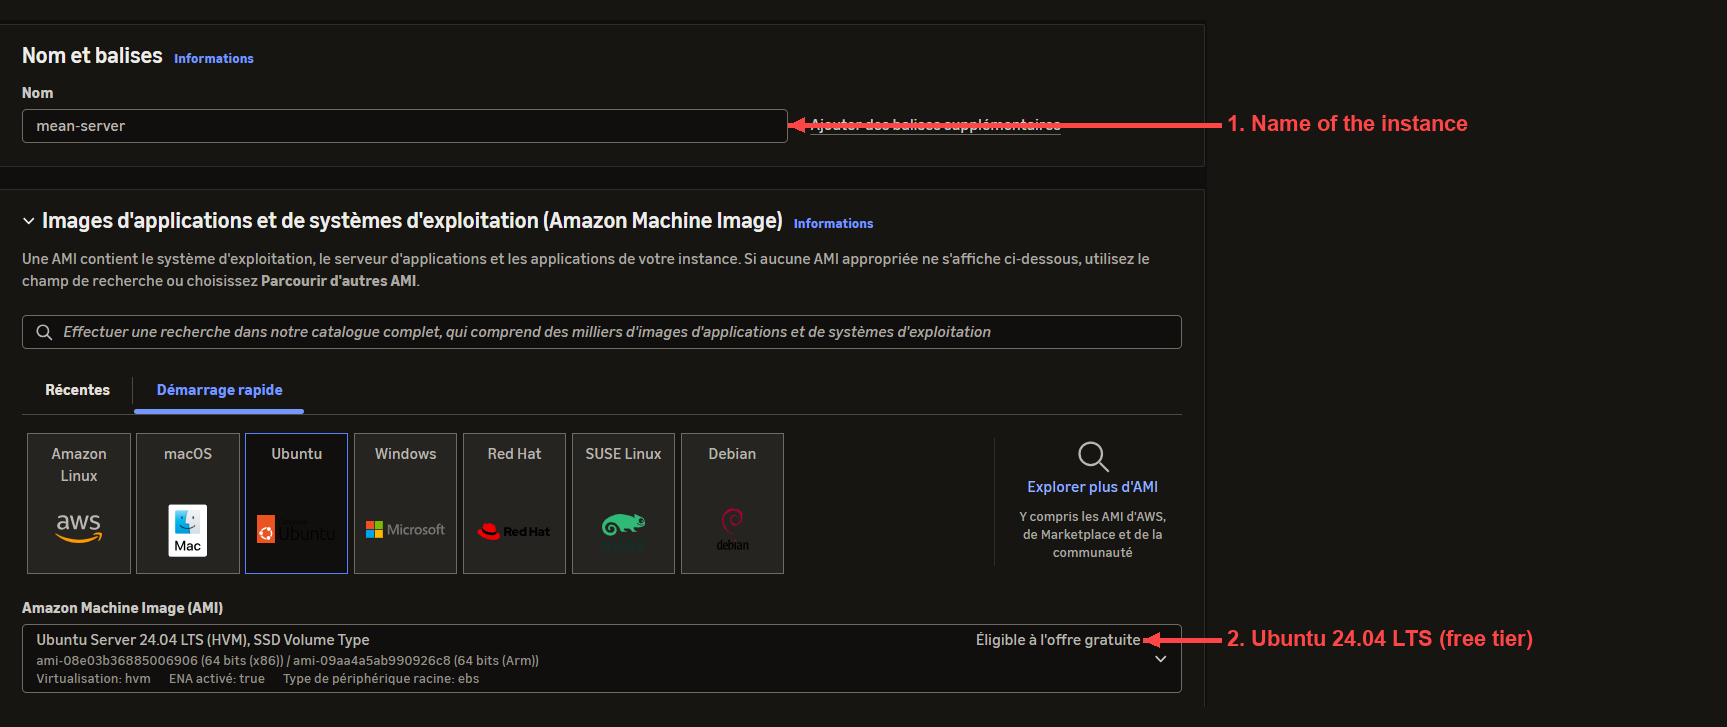 Nom et balises Informations
Nom
mean-server
Ajouter des balises supplémentaires
1. Name of the instance
Images d'applications et de systèmes d'exploitation (Amazon Machine Image) Informations
Une AMI contient le système d'exploitation, le serveur d'applications et les applications de votre instance. Si aucune AMI appropriée ne s'affiche ci-dessous, utilisez le
champ de recherche ou choisissez Parcourir d'autres AMI.
Effectuer une recherche dans notre catalogue complet, qui comprend des milliers d'images d'applications et de systèmes d'exploitation
Récentes
Démarrage rapide
Amazon
Linux
aws
macOS
Mac
Ubuntu
Ubuntu
Windows
Microsoft
Red Hat
Red Hat
SUSE Linux
Debian
debian
Explorer plus d'AMI
Y compris les AMI d'AWS,
de Marketplace et de la
communauté
Amazon Machine Image (AMI)
Ubuntu Server 24.04 LTS (HVM), SSD Volume Type
Éligible à l'offre gratuite
2. Ubuntu 24.04 LTS (free tier)
ami-08e03b36885006906 (64 bits (x86)) / ami-09aa4a5ab990926c8 (64 bits (Arm))
Virtualisation: hvm ENA activé: true Type de périphérique racine: ebs